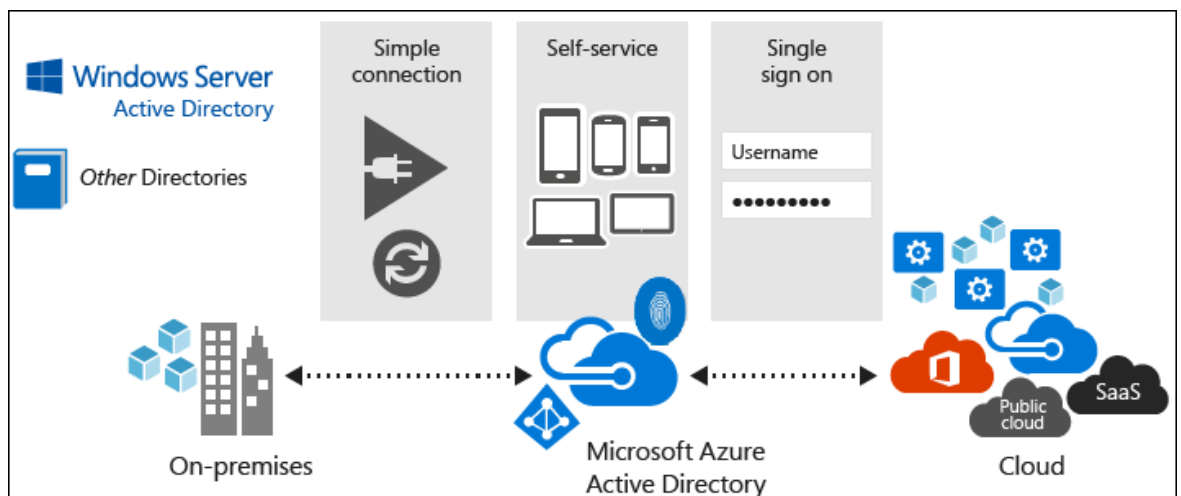 Windows Server
Active Directory
Other Directories
Simple
connection
Self-service
Single
sign on
Username
●●●●●●●●●
SaaS
Public
cloud
On-premises
Microsoft Azure
Active Directory
Cloud